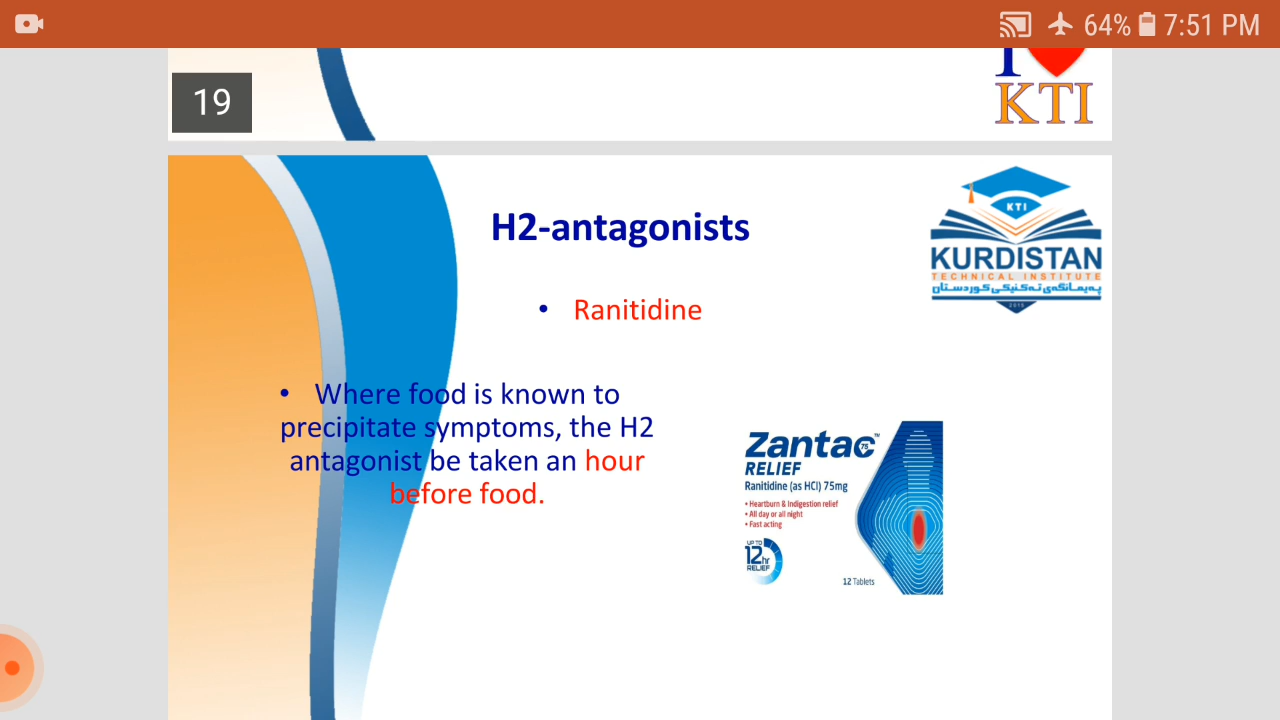 64% 7:51 PM
19
I
KTI
KTI
KURDISTAN
TECHNICAL INSTITUTE
پەیمانگەی تەکنیکی کوردستان
2015
H2-antagonists
• Ranitidine
• Where food is known to
precipitate symptoms, the H2
antagonist be taken an hour
before food.
Zantac 75™
RELIEF
Ranitidine (as HCl) 75mg
• Heartburn & Indigestion relief
• All day or all night
• Fast acting
UP TO
12hr
RELIEF
12 Tablets